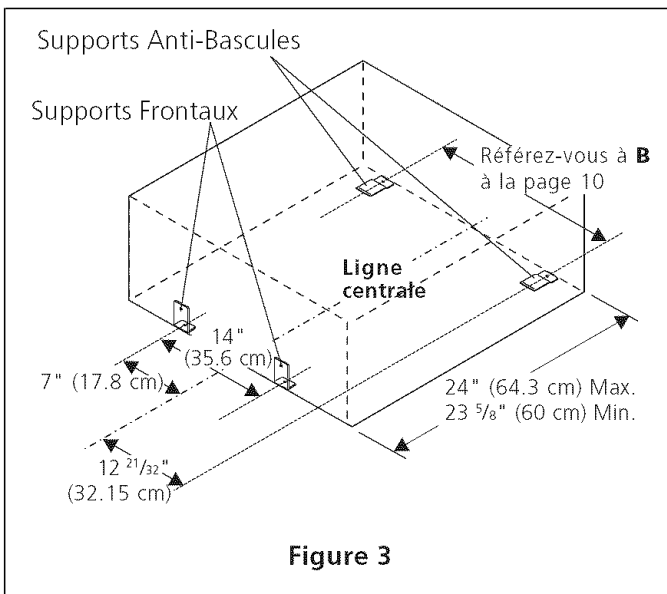 Supports Anti-Bascules
Supports Frontaux
Référez-vous à B
à la page 10
Ligne
centrale
14"
(35.6 cm)
7" (17.8 cm)
24" (64.3 cm) Max.
23 5/8" (60 cm) Min.
12 21/32"
(32.15 cm)
Figure 3